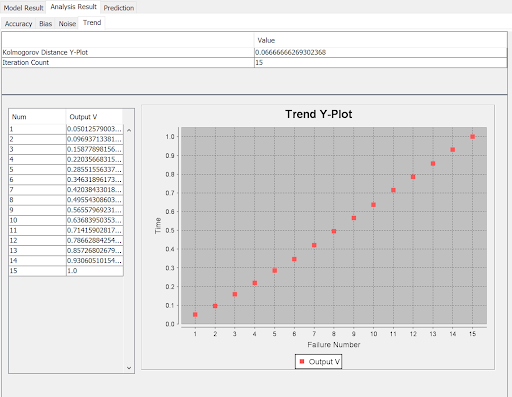 Model Result Analysis Result Prediction
Accuracy Bias Noise Trend
Value
Kolmogorov Distance Y-Plot 0.06666666269302368
Iteration Count 15
Num Output V
1 0.05012579003...
2 0.09693713381...
3 0.15877898156...
4 0.22035668315...
5 0.28551556337...
6 0.34631896173...
7 0.42038433018...
8 0.49554308603...
9 0.56557969231...
10 0.63683950353...
11 0.71415902817...
12 0.78662884254...
13 0.85726802679...
14 0.93060510154...
15 1.0
Trend Y-Plot
1.0
0.9
0.8
0.7
0.6
0.5
0.4
0.3
0.2
0.1
0.0
Time
1 2 3 4 5 6 7 8 9 10 11 12 13 14 15
Failure Number
Output V